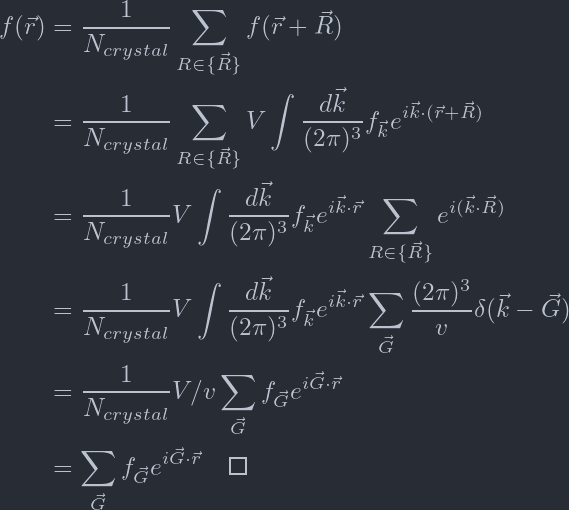 f(\vec{r}) = \frac{1}{N_{crystal}} \sum_{R \in \{\vec{R}\}} f(\vec{r} + \vec{R})
= \frac{1}{N_{crystal}} \sum_{R \in \{\vec{R}\}} V \int \frac{d\vec{k}}{(2\pi)^3} f_{\vec{k}} e^{i\vec{k}\cdot(\vec{r}+\vec{R})}
= \frac{1}{N_{crystal}} V \int \frac{d\vec{k}}{(2\pi)^3} f_{\vec{k}} e^{i\vec{k}\cdot\vec{r}} \sum_{R \in \{\vec{R}\}} e^{i(\vec{k}\cdot\vec{R})}
= \frac{1}{N_{crystal}} V \int \frac{d\vec{k}}{(2\pi)^3} f_{\vec{k}} e^{i\vec{k}\cdot\vec{r}} \sum_{\vec{G}} \frac{(2\pi)^3}{v} \delta(\vec{k} - \vec{G})
= \frac{1}{N_{crystal}} V/v \sum_{\vec{G}} f_{\vec{G}} e^{i\vec{G}\cdot\vec{r}}
= \sum_{\vec{G}} f_{\vec{G}} e^{i\vec{G}\cdot\vec{r}} \quad \square